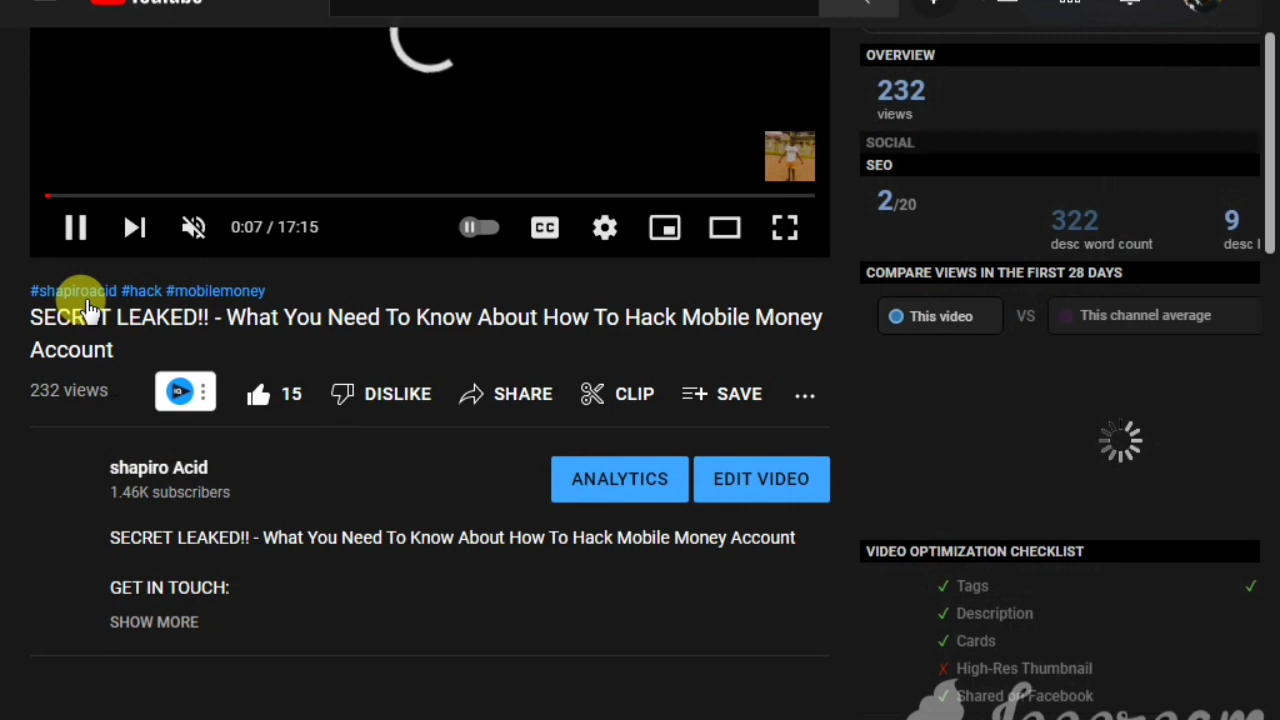 YouTube
OVERVIEW
232
views
SOCIAL
SEO
2/20
322
desc word count
9
desc l
0:07 / 17:15
CC
COMPARE VIEWS IN THE FIRST 28 DAYS
This video VS This channel average
#shapiroacid #hack #mobilemoney
SECRET LEAKED!! - What You Need To Know About How To Hack Mobile Money
Account
232 views
15 DISLIKE SHARE CLIP SAVE
shapiro Acid
1.46K subscribers
ANALYTICS EDIT VIDEO
SECRET LEAKED!! - What You Need To Know About How To Hack Mobile Money Account
GET IN TOUCH:
SHOW MORE
VIDEO OPTIMIZATION CHECKLIST
Tags
Description
Cards
High-Res Thumbnail
Shared on Facebook